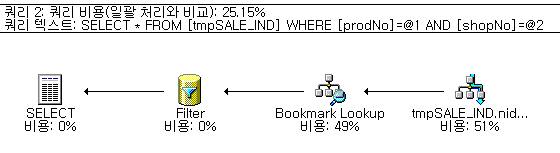 쿼리 2: 쿼리 비용(일괄 처리와 비교): 25.15%
쿼리 텍스트: SELECT * FROM [tmpSALE_IND] WHERE [prodNo]=@1 AND [shopNo]=@2
SELECT
비용: 0%
Filter
비용: 0%
Bookmark Lookup
비용: 49%
tmpSALE_IND.nid...
비용: 51%